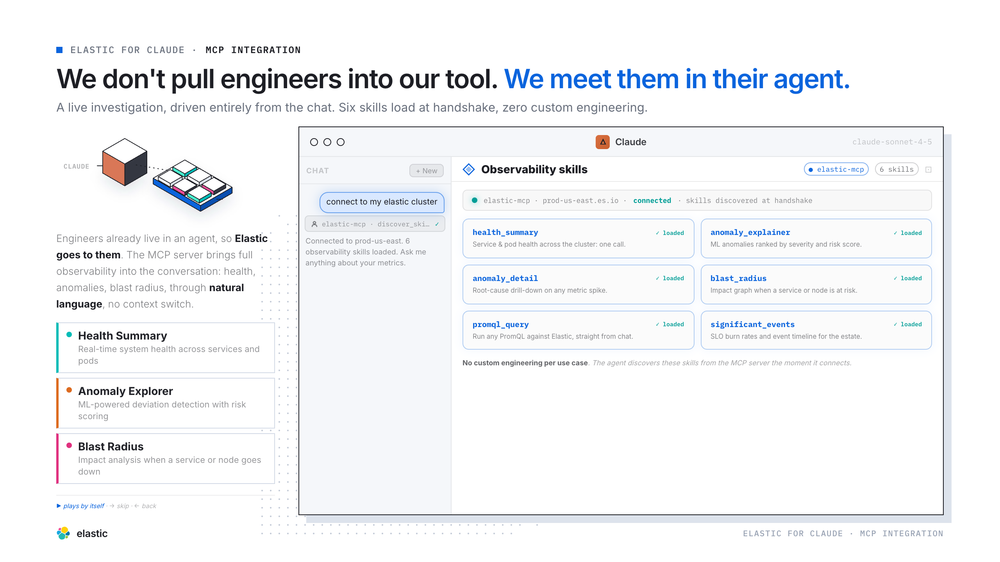 ELASTIC FOR CLAUDE · MCP INTEGRATION
We don't pull engineers into our tool. We meet them in their agent.
A live investigation, driven entirely from the chat. Six skills load at handshake, zero custom engineering.
CLAUDE
Engineers already live in an agent, so Elastic
goes to them. The MCP server brings full
observability into the conversation: health,
anomalies, blast radius, through natural
language, no context switch.
Health Summary
Real-time system health across services and
pods
Anomaly Explorer
ML-powered deviation detection with risk
scoring
Blast Radius
Impact analysis when a service or node goes
down
▶ plays by itself · → skip · ← back
Claude
claude-sonnet-4-5
CHAT
+ New
connect to my elastic cluster
elastic-mcp · discover_ski… ✓
Connected to prod-us-east. 6
observability skills loaded. Ask me
anything about your metrics.
Observability skills
● elastic-mcp
6 skills
elastic-mcp · prod-us-east.es.io · connected · skills discovered at handshake
health_summary ✓ loaded
Service & pod health across the cluster: one call.
anomaly_explainer ✓ loaded
ML anomalies ranked by severity and risk score.
anomaly_detail ✓ loaded
Root-cause drill-down on any metric spike.
blast_radius ✓ loaded
Impact graph when a service or node is at risk.
promql_query ✓ loaded
Run any PromQL against Elastic, straight from chat.
significant_events ✓ loaded
SLO burn rates and event timeline for the estate.
No custom engineering per use case. The agent discovers these skills from the MCP server the moment it connects.
elastic
ELASTIC FOR CLAUDE · MCP INTEGRATION